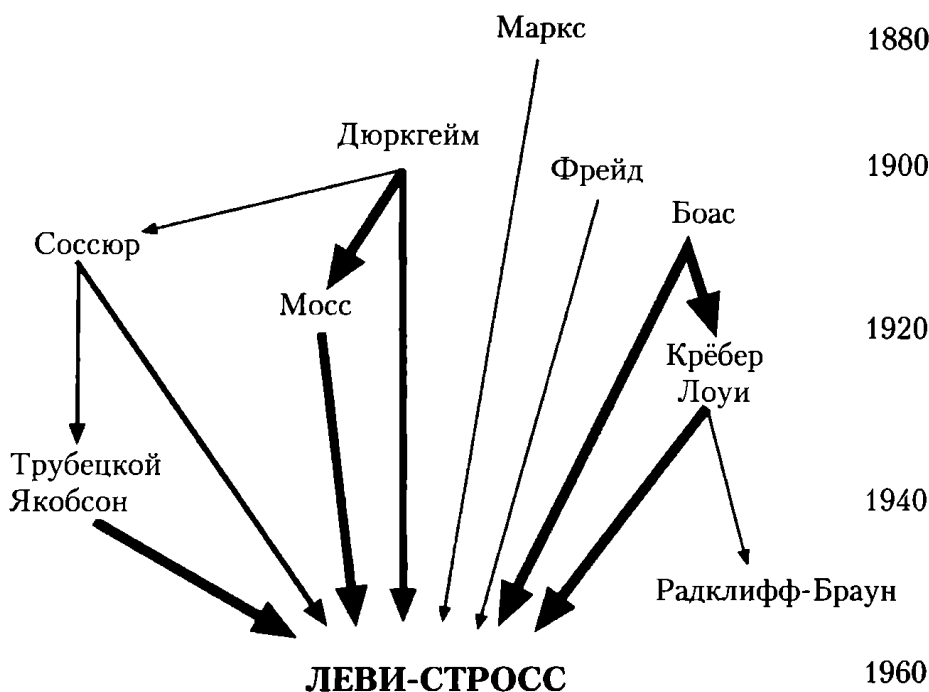 Маркс
1880
Дюркгейм
1900
Фрейд
Боас
Соссюр
Мосс
1920
Крёбер
Лоуи
Трубецкой
Якобсон
1940
Радклифф-Браун
ЛЕВИ-СТРОСС
1960